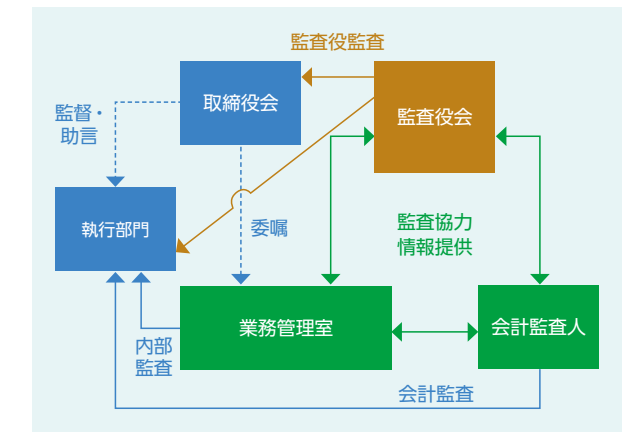 監査役監査
取締役会
監査役会
監督・
助言
執行部門
委嘱
監査協力
情報提供
業務管理室
会計監査人
内部
監査
会計監査